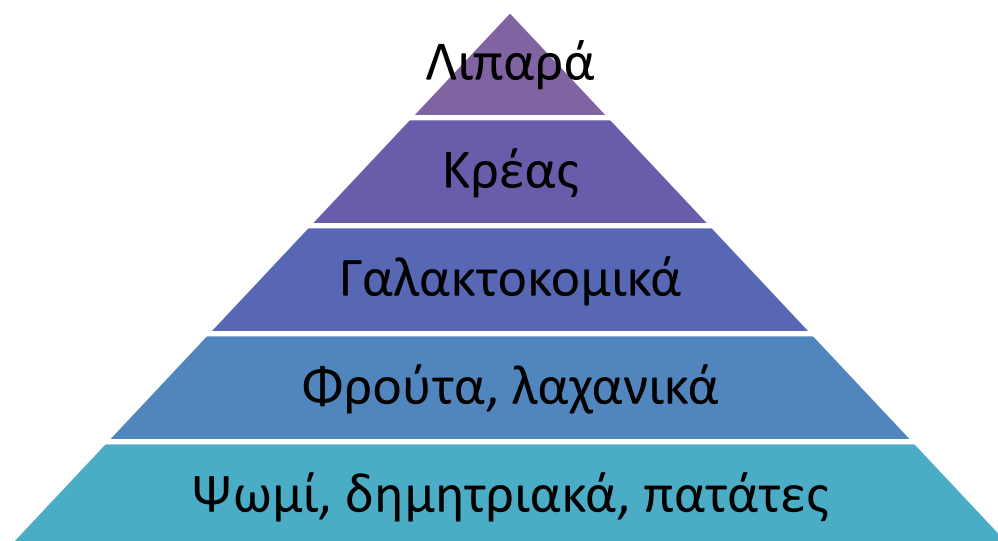 Λιπαρά
Κρέας
Γαλακτοκομικά
Φρούτα, λαχανικά
Ψωμί, δημητριακά, πατάτες